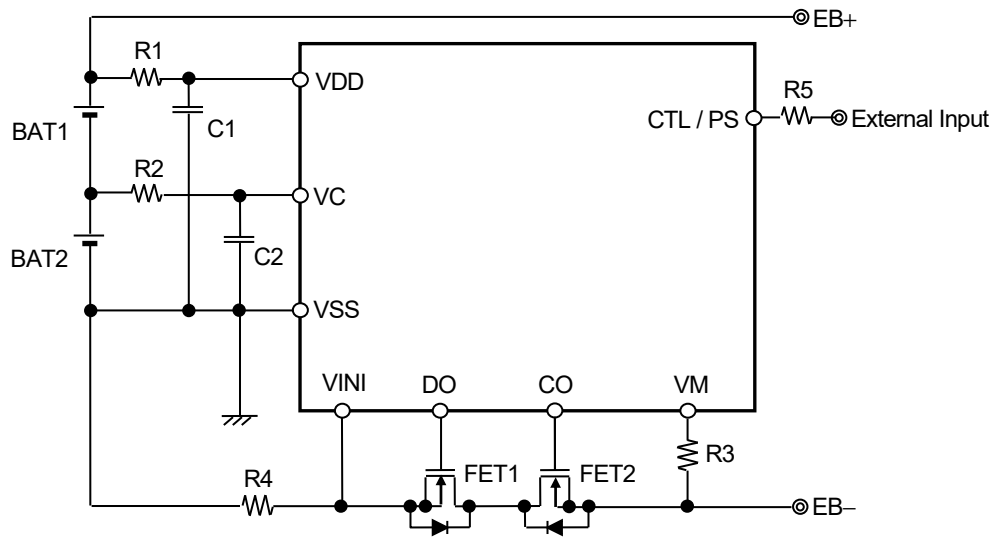 EB+
R1
VDD
R5
BAT1
C1
CTL / PS
External Input
R2
VC
BAT2
C2
VSS
VINI
DO
CO
VM
R3
R4
FET1
FET2
EB−